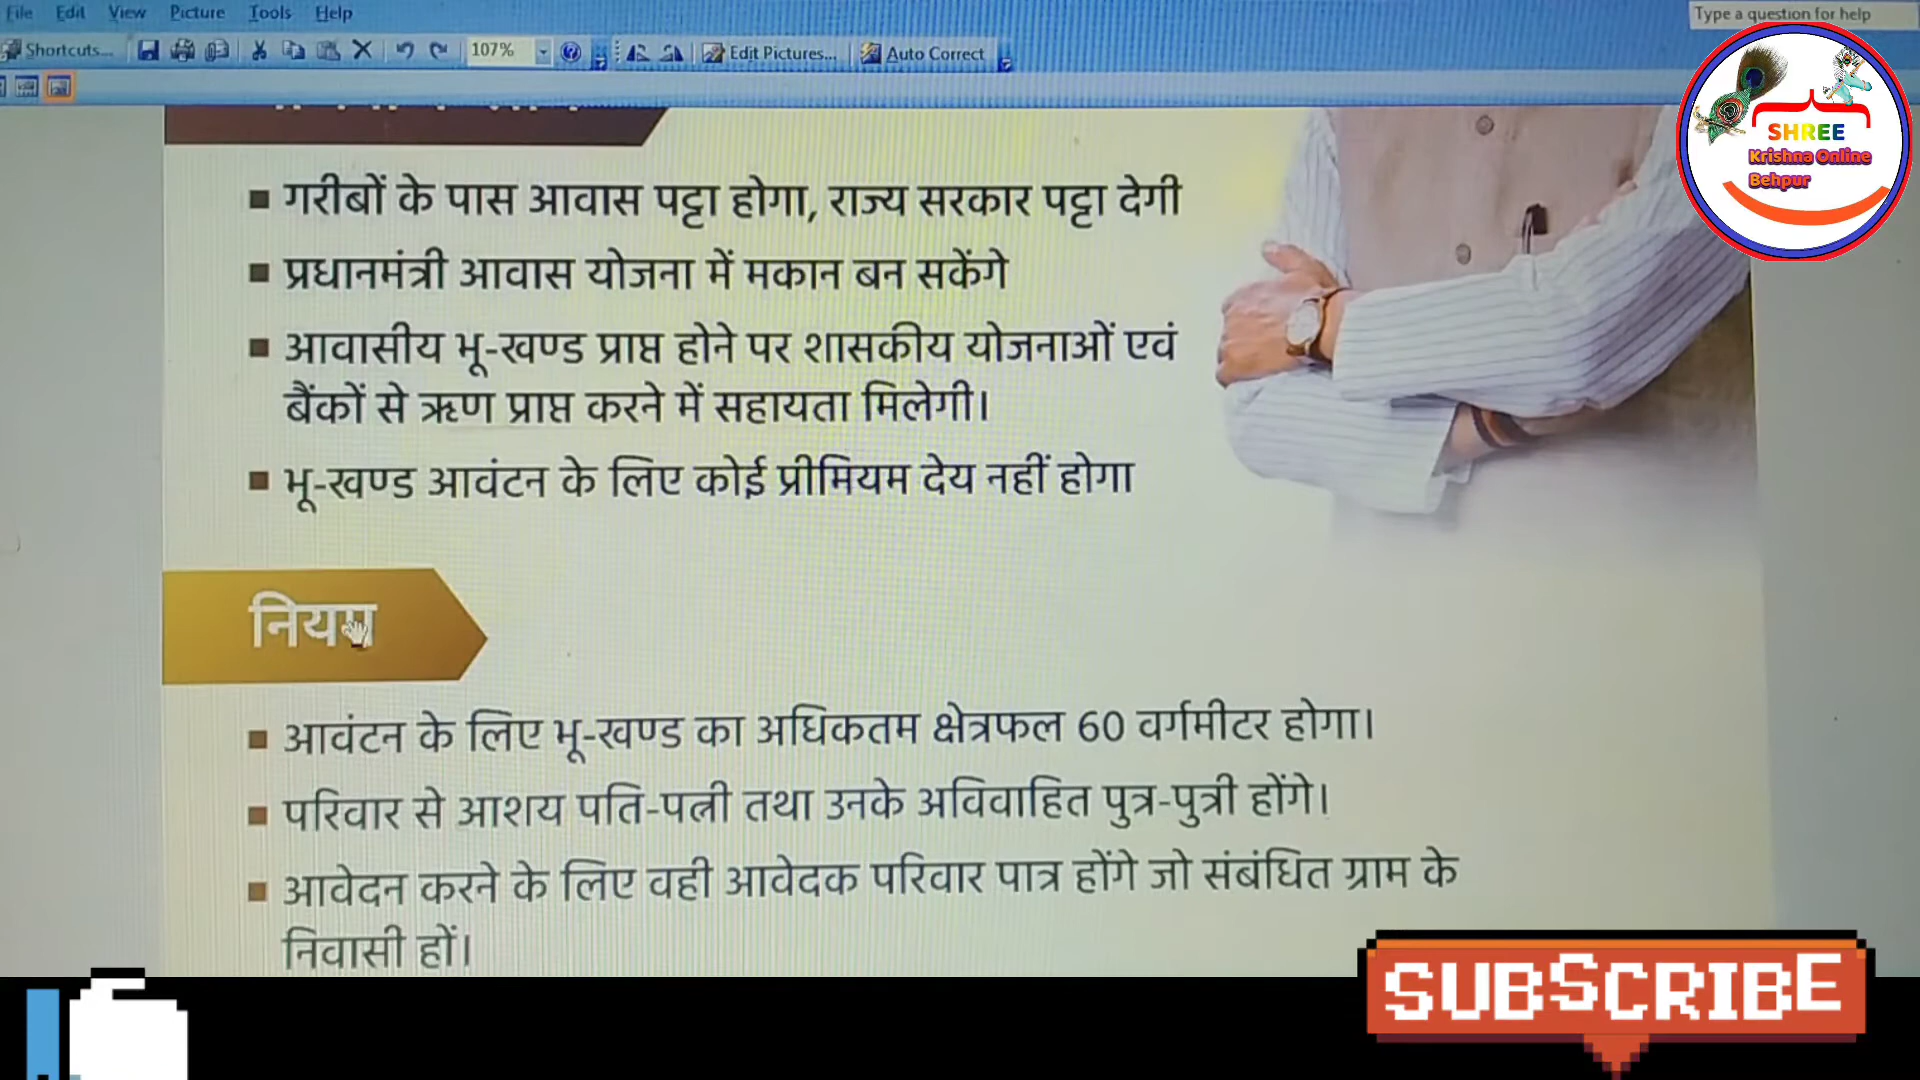 File Edit View Picture Tools Help
Type a question for help
Shortcuts... 107% Edit Pictures... Auto Correct
SHREE
Krishna Online
Behpur
गरीबों के पास आवास पट्टा होगा, राज्य सरकार पट्टा देगी
प्रधानमंत्री आवास योजना में मकान बन सकेंगे
आवासीय भू-खण्ड प्राप्त होने पर शासकीय योजनाओं एवं
बैंकों से ऋण प्राप्त करने में सहायता मिलेगी।
भू-खण्ड आवंटन के लिए कोई प्रीमियम देय नहीं होगा
नियम
आवंटन के लिए भू-खण्ड का अधिकतम क्षेत्रफल 60 वर्गमीटर होगा।
परिवार से आशय पति-पत्नी तथा उनके अविवाहित पुत्र-पुत्री होंगे।
आवेदन करने के लिए वही आवेदक परिवार पात्र होंगे जो संबंधित ग्राम के
निवासी हों।
SUBSCRIBE